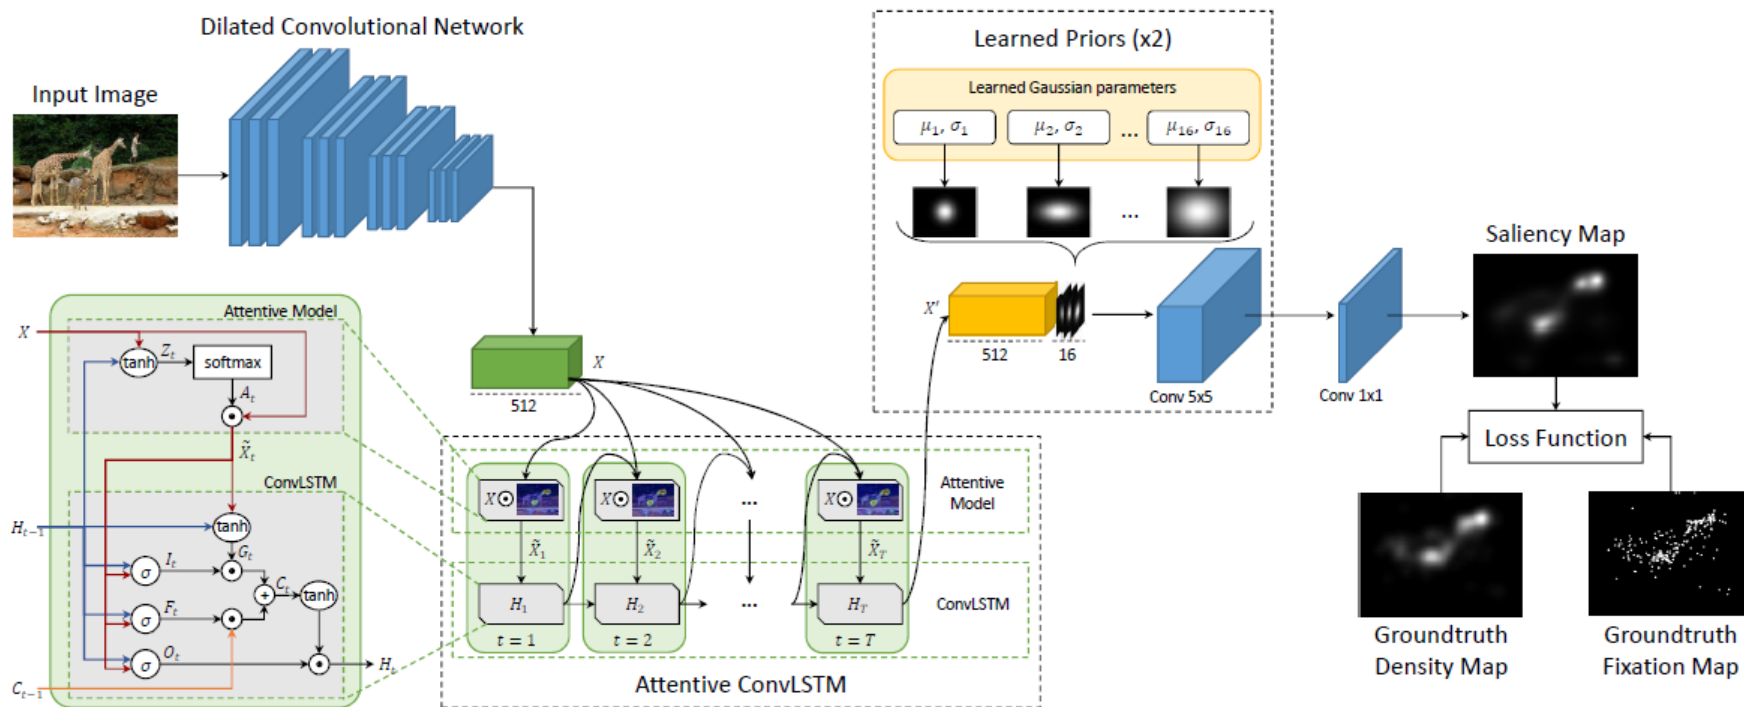 Dilated Convolutional Network
Input Image
Learned Priors (x2)
Learned Gaussian parameters
μ₁, σ₁
μ₂, σ₂
...
μ₁₆, σ₁₆
...
X'
512
16
Conv 5x5
Conv 1x1
Saliency Map
Loss Function
Groundtruth
Density Map
Groundtruth
Fixation Map
X
512
Attentive Model
X
tanh
Zₜ
softmax
Aₜ
X̃ₜ
ConvLSTM
Hₜ₋₁
tanh
Gₜ
σ
Iₜ
Cₜ
tanh
σ
Fₜ
σ
Oₜ
Hₜ
Cₜ₋₁
X
X
...
X
Attentive
Model
X̃₁
X̃₂
X̃_T
H₁
H₂
...
H_T
ConvLSTM
t = 1
t = 2
t = T
Attentive ConvLSTM